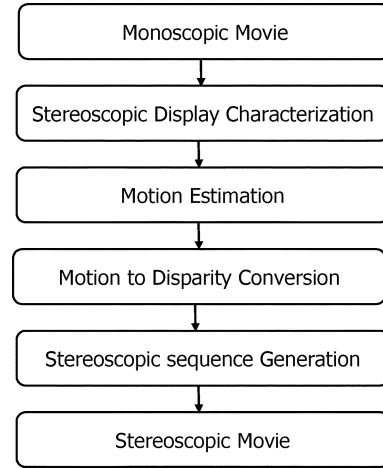 Monoscopic Movie
Stereoscopic Display Characterization
Motion Estimation
Motion to Disparity Conversion
Stereoscopic sequence Generation
Stereoscopic Movie